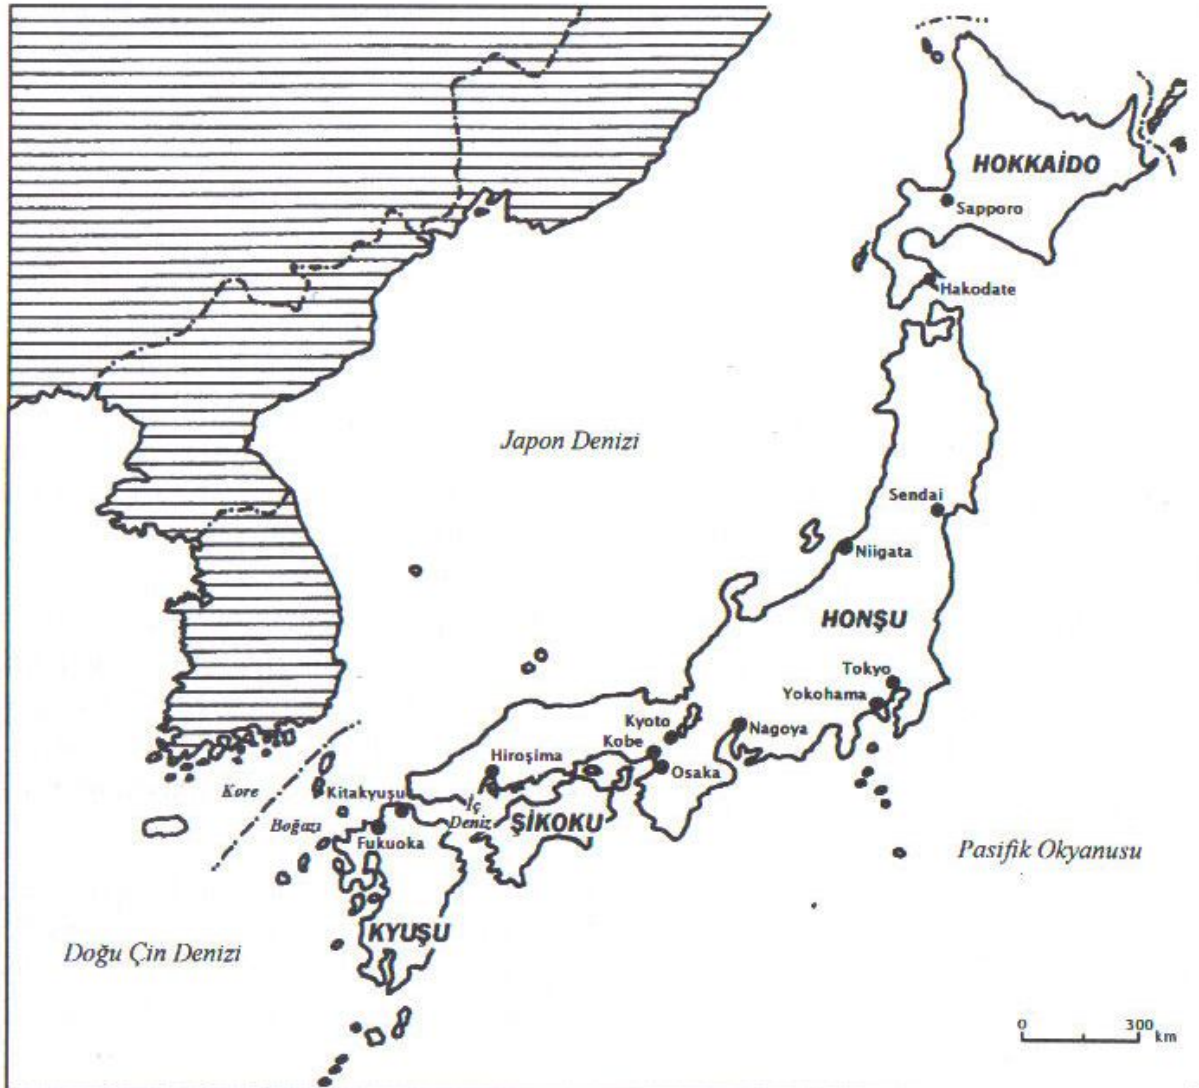 HOKKAİDO
Sapporo
Hakodate
Japon Denizi
Sendai
Niigata
HONŞU
Tokyo
Yokohama
Kyoto
Nagoya
Kobe
Hiroşima
Osaka
Kore
Kitakyuşu
İç
Deniz
ŞİKOKU
Boğazı
Fukuoka
Pasifik Okyanusu
KYUŞU
Doğu Çin Denizi
0 300
km